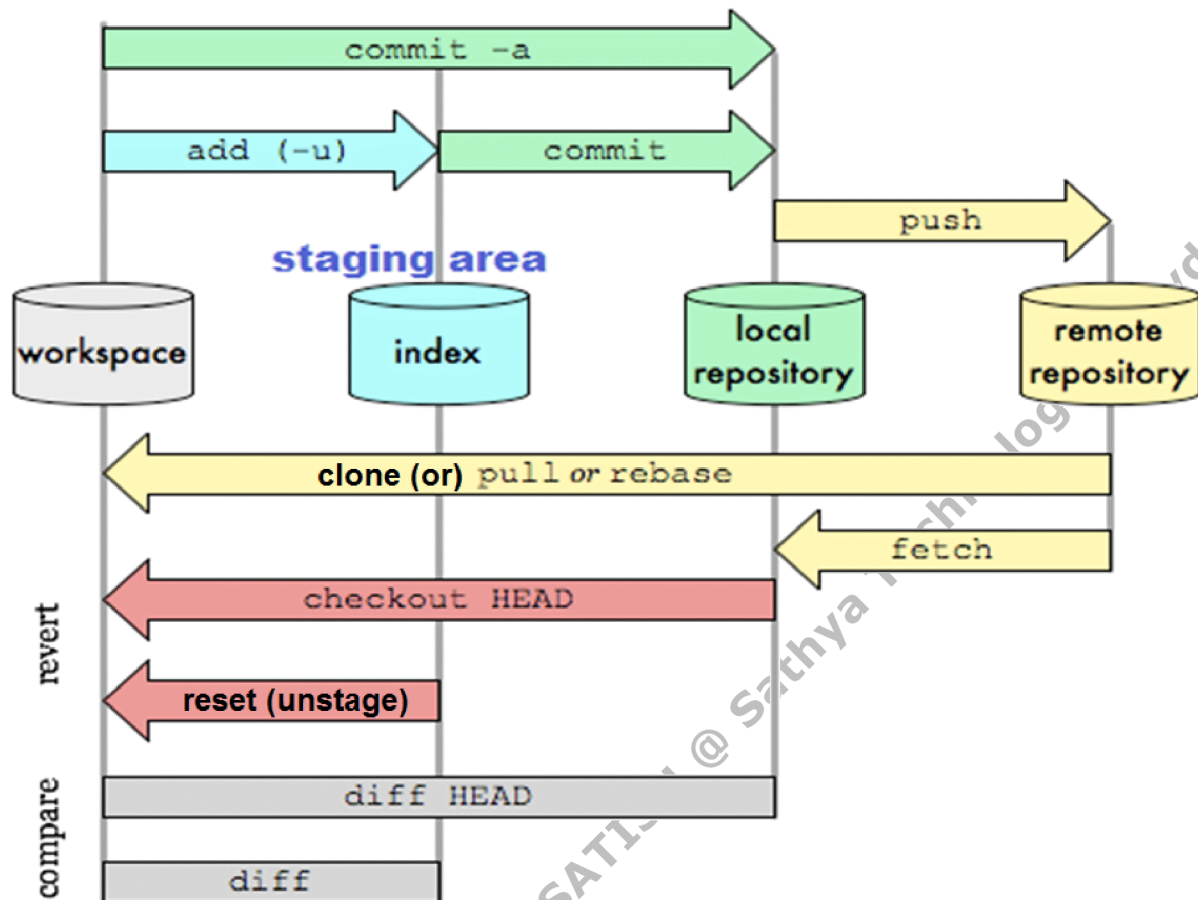 commit -a
add (-u)
commit
push
staging area
workspace
index
local
repository
remote
repository
clone (or) pull or rebase
fetch
checkout HEAD
revert
reset (unstage)
diff HEAD
compare
diff
@ Sathya